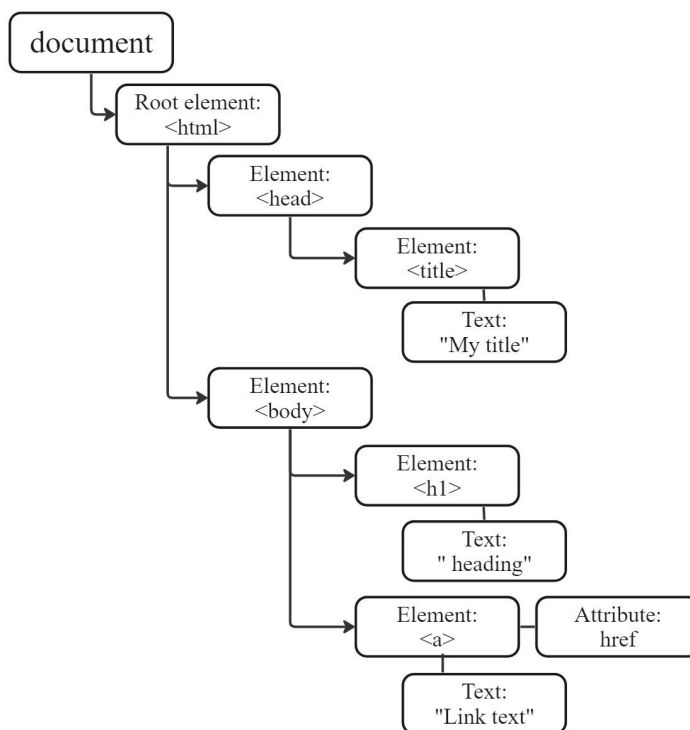 document
Root element:
<html>
Element:
<head>
Element:
<title>
Text:
"My title"
Element:
<body>
Element:
<h1>
Text:
" heading"
Element:
<a>
Attribute:
href
Text:
"Link text"